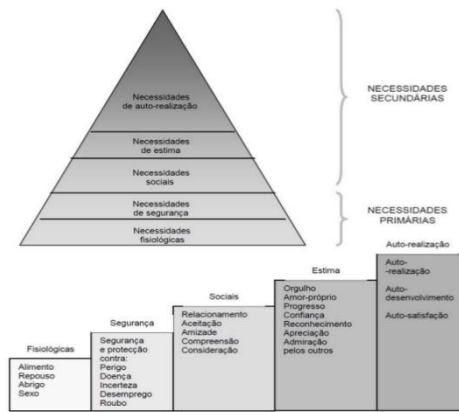 Necessidades
de auto-realização
Necessidades
de estima
Necessidades
sociais
Necessidades
de segurança
Necessidades
fisiológicas
NECESSIDADES
SECUNDÁRIAS
NECESSIDADES
PRIMÁRIAS
Fisiológicas
Alimento
Repouso
Abrigo
Sexo
Segurança
Segurança
e protecção
contra:
Perigo
Doença
Incerteza
Desemprego
Roubo
Sociais
Relacionamento
Aceitação
Amizade
Compreensão
Consideração
Estima
Orgulho
Amor-próprio
Progresso
Confiança
Reconhecimento
Apreciação
Admiração
pelos outros
Auto-realização
Auto-
-realização
Auto-
desenvolvimento
Auto-satisfação